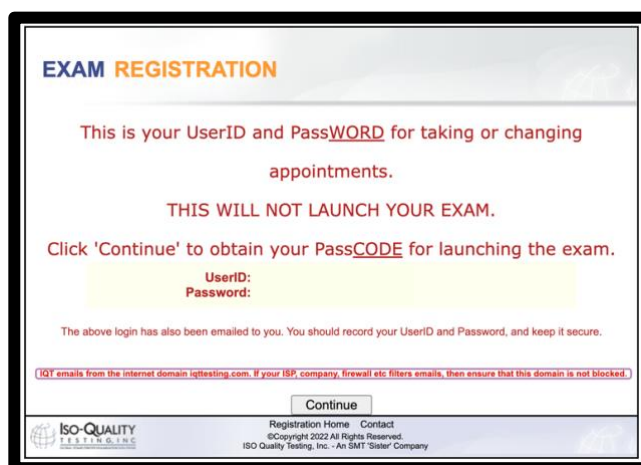 EXAM REGISTRATION
This is your UserID and PassWORD for taking or changing
appointments.
THIS WILL NOT LAUNCH YOUR EXAM.
Click 'Continue' to obtain your PassCODE for launching the exam.
UserID:
Password:
The above login has also been emailed to you. You should record your UserID and Password, and keep it secure.
IQT emails from the internet domain iqttesting.com. If your ISP, company, firewall etc filters emails, then ensure that this domain is not blocked.
Continue
ISO-QUALITY
TESTING, INC
Registration Home Contact
©Copyright 2022 All Rights Reserved.
ISO Quality Testing, Inc. - An SMT 'Sister' Company